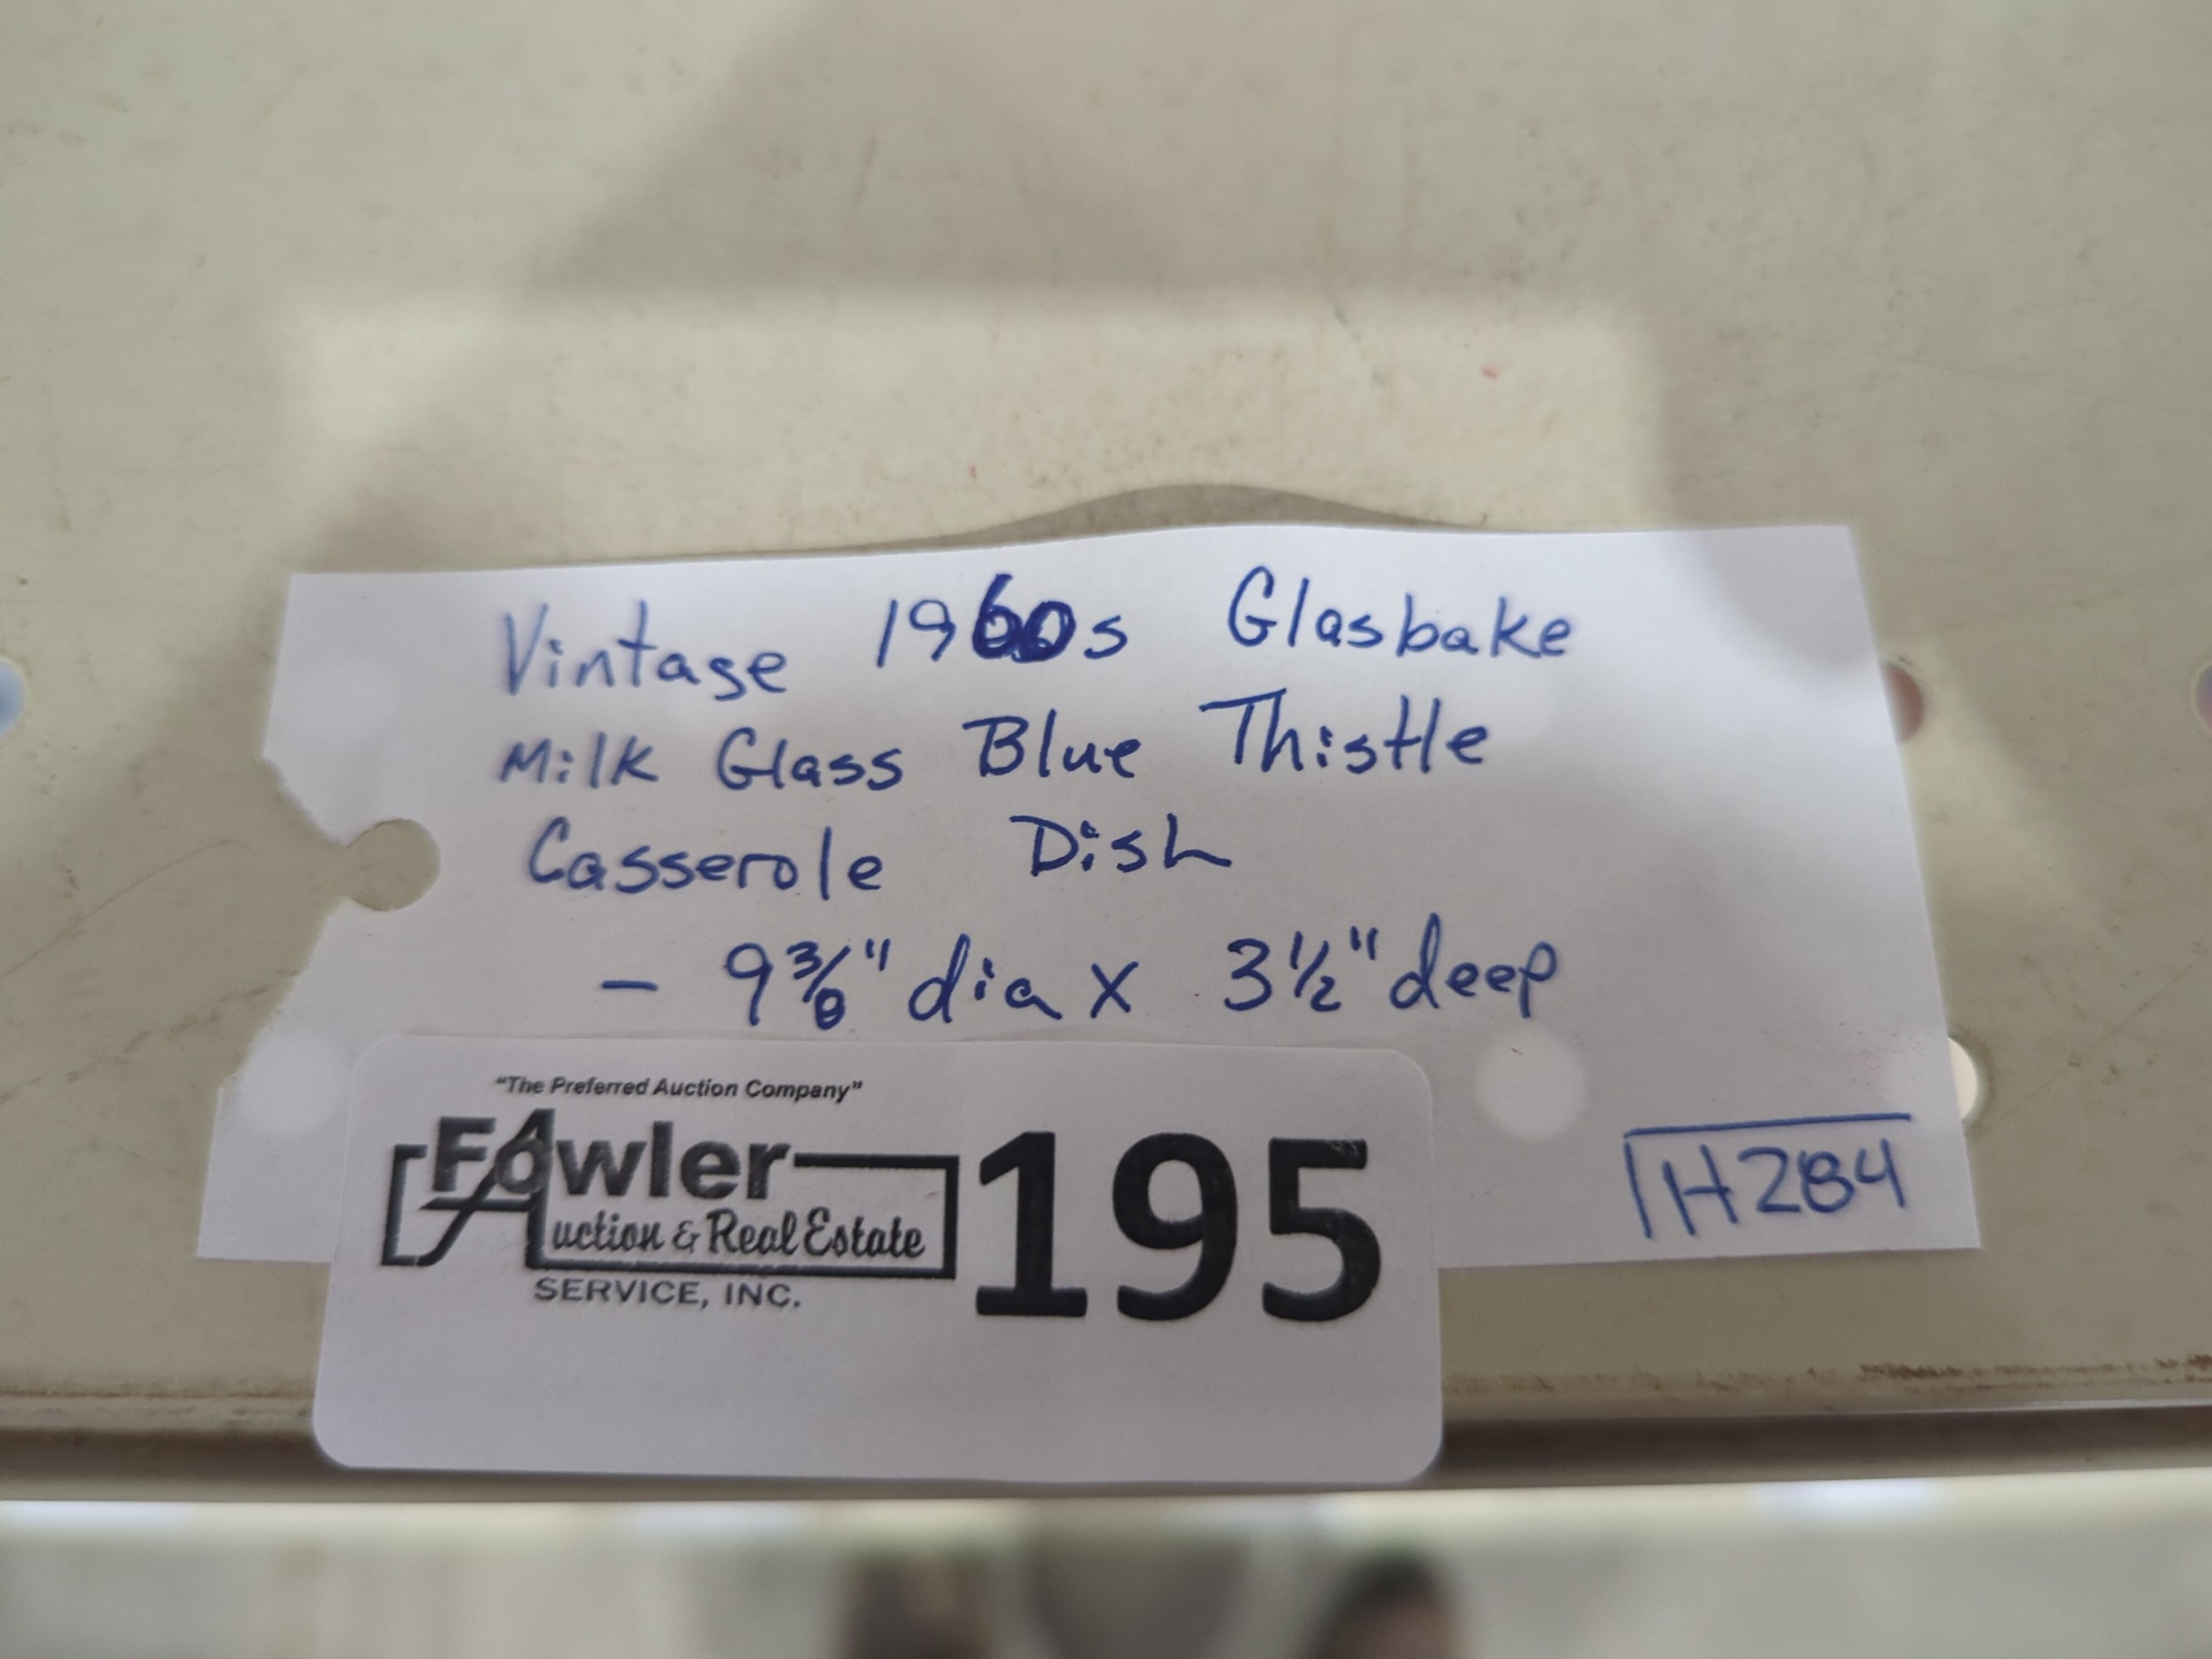 Vintage 1960s Glasbake
Milk Glass Blue Thistle
Casserole Dish
- 9 3/8" dia x 3 1/2" deep
"The Preferred Auction Company"
Fowler
Auction & Real Estate
SERVICE, INC.
195
H284